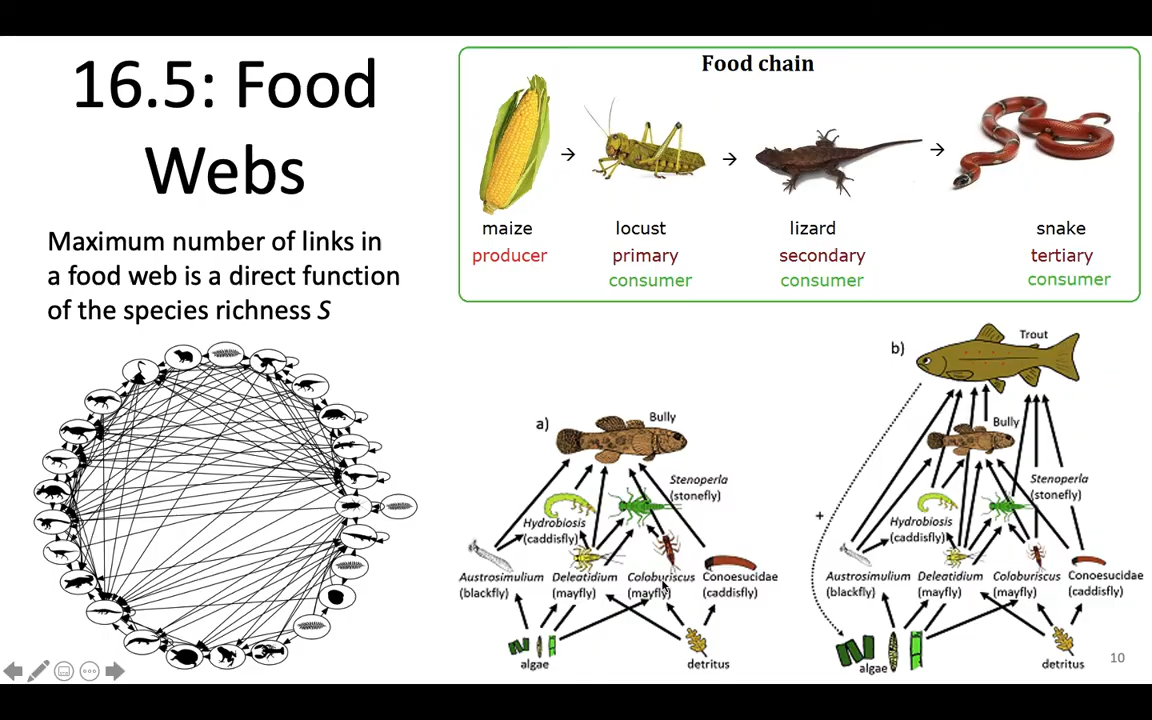 16.5: Food
Webs
Maximum number of links in
a food web is a direct function
of the species richness S
Food chain
maize
locust
lizard
snake
producer
primary
secondary
tertiary
consumer
consumer
consumer
a)
Bully
Stenoperla
(stonefly)
Hydrobiosis
(caddisfly)
Austrosimulium
(blackfly)
Deleatidium
(mayfly)
Coloburiscus
(mayfly)
Conoesucidae
(caddisfly)
algae
detritus
b)
Trout
Bully
Stenoperla
(stonefly)
Hydrobiosis
(caddisfly)
+
Austrosimulium
(blackfly)
Deleatidium
(mayfly)
Coloburiscus
(mayfly)
Conoesucidae
(caddisfly)
algae
detritus
10